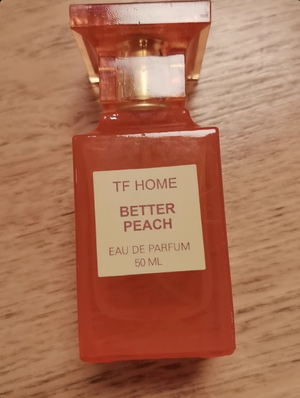 TF HOME
BETTER
PEACH
EAU DE PARFUM
50 ML